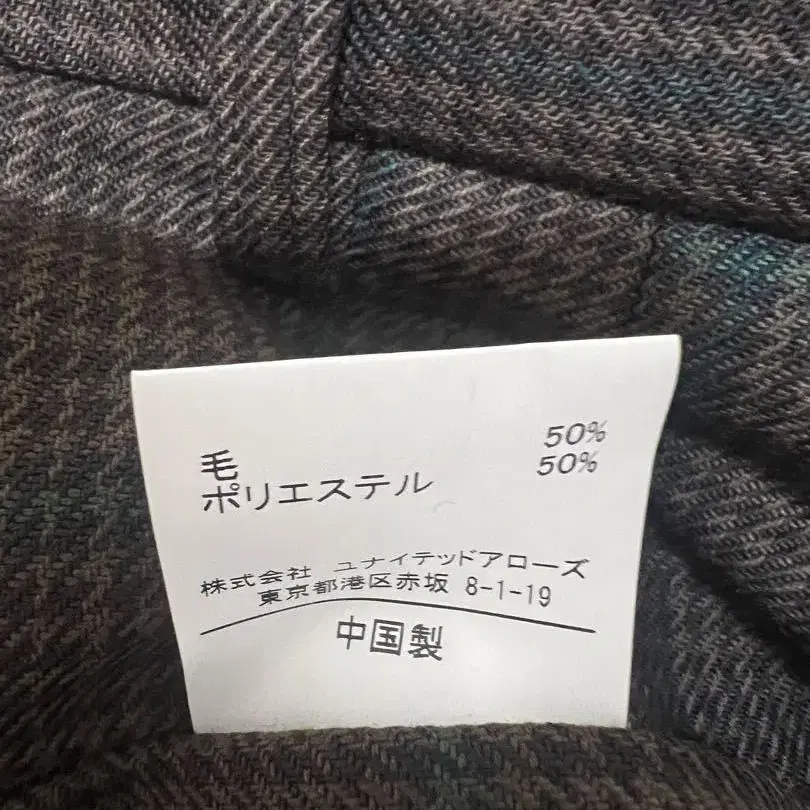 毛 50%
ポリエステル 50%
株式会社 ユナイテッドアローズ
東京都港区赤坂 8-1-19
中国製